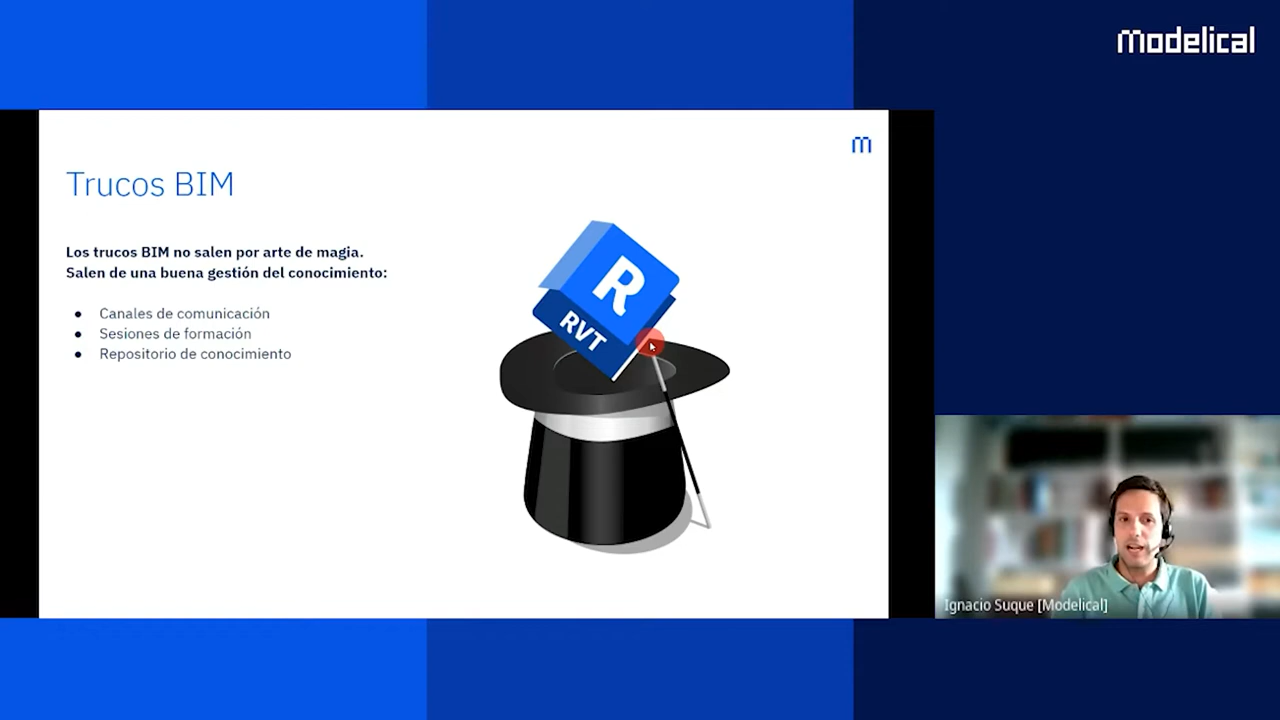 modelical
m
Trucos BIM
Los trucos BIM no salen por arte de magia.
Salen de una buena gestión del conocimiento:
● Canales de comunicación
● Sesiones de formación
● Repositorio de conocimiento
R
RVT
Ignacio Suque [Modelical]